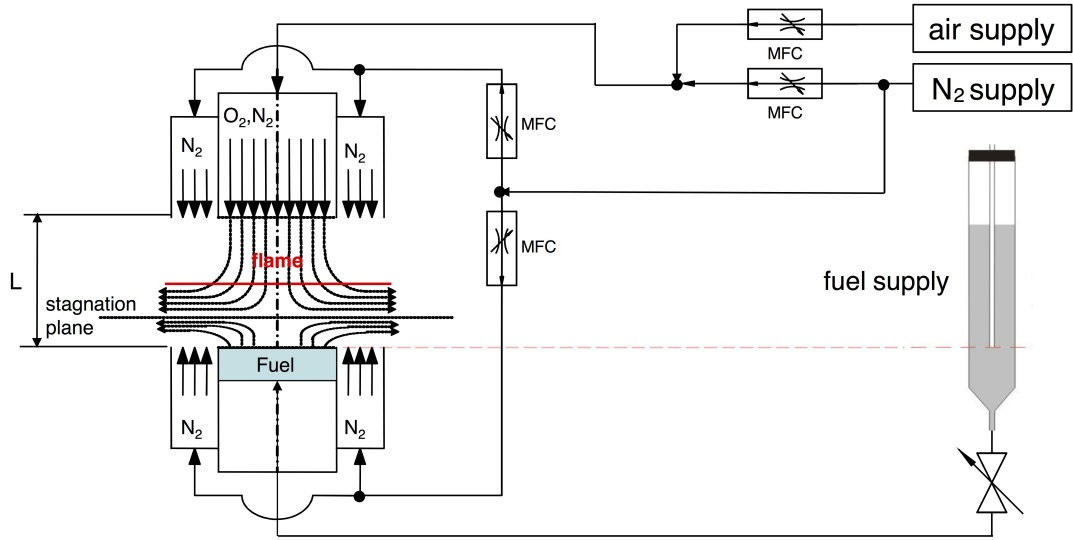 air supply
MFC
N2 supply
MFC
O2,N2
N2
N2
MFC
MFC
flame
L
stagnation
plane
fuel supply
Fuel
N2
N2